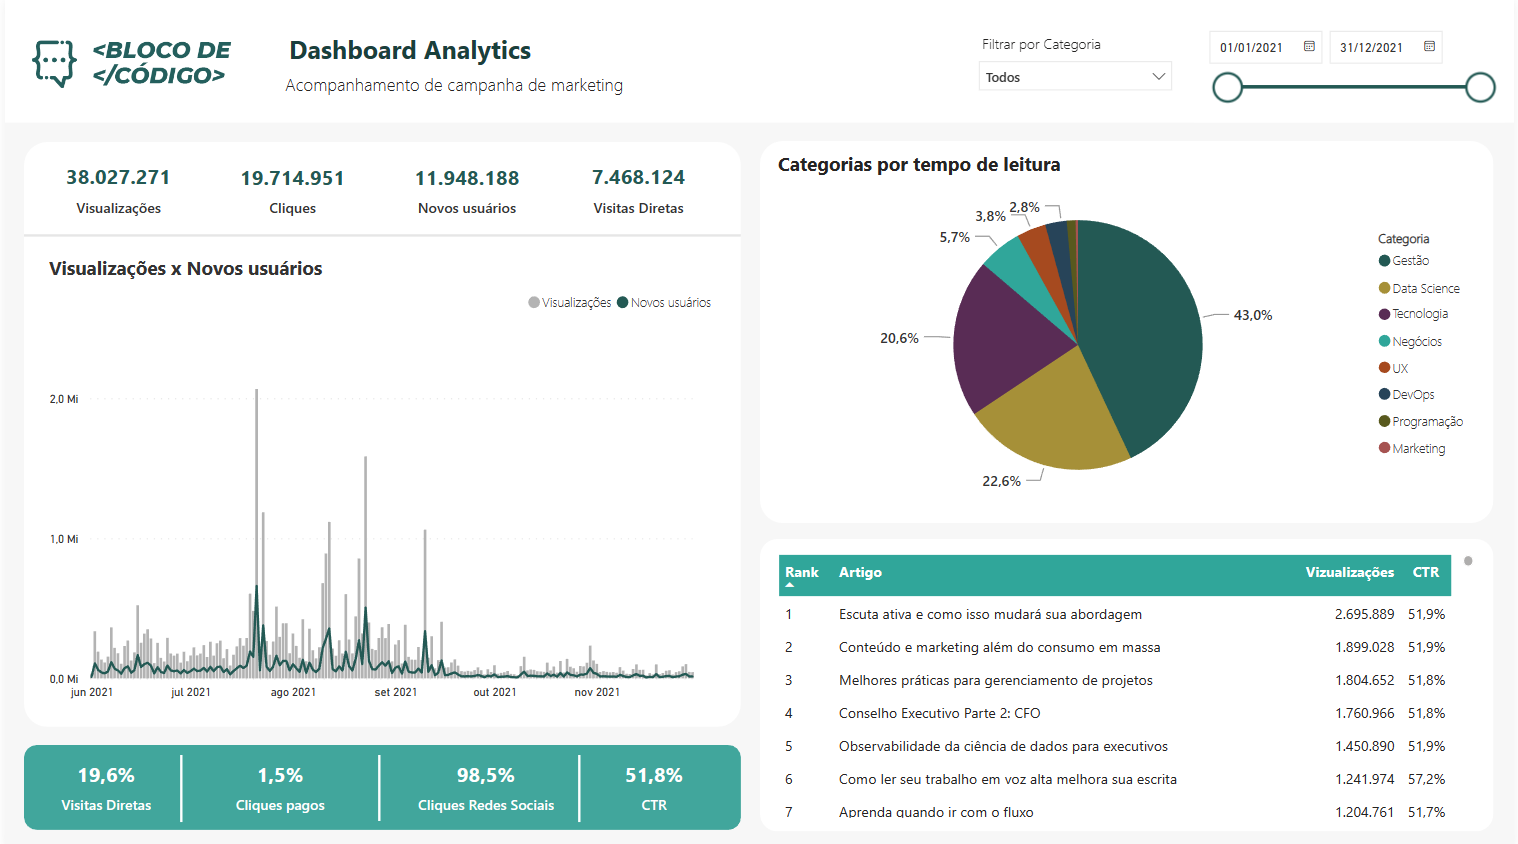 <BLOCO DE
</CÓDIGO>
Dashboard Analytics
Acompanhamento de campanha de marketing
Filtrar por Categoria
Todos
01/01/2021
31/12/2021
38.027.271
Visualizações
19.714.951
Cliques
11.948.188
Novos usuários
7.468.124
Visitas Diretas
Visualizações x Novos usuários
Visualizações
Novos usuários
2,0 Mi
1,0 Mi
0,0 Mi
jun 2021
jul 2021
ago 2021
set 2021
out 2021
nov 2021
19,6%
Visitas Diretas
1,5%
Cliques pagos
98,5%
Cliques Redes Sociais
51,8%
CTR
Categorias por tempo de leitura
2,8%
3,8%
5,7%
20,6%
22,6%
43,0%
Categoria
Gestão
Data Science
Tecnologia
Negócios
UX
DevOps
Programação
Marketing
Rank Artigo Vizualizações CTR
1 Escuta ativa e como isso mudará sua abordagem 2.695.889 51,9%
2 Conteúdo e marketing além do consumo em massa 1.899.028 51,9%
3 Melhores práticas para gerenciamento de projetos 1.804.652 51,8%
4 Conselho Executivo Parte 2: CFO 1.760.966 51,8%
5 Observabilidade da ciência de dados para executivos 1.450.890 51,9%
6 Como ler seu trabalho em voz alta melhora sua escrita 1.241.974 57,2%
7 Aprenda quando ir com o fluxo 1.204.761 51,7%